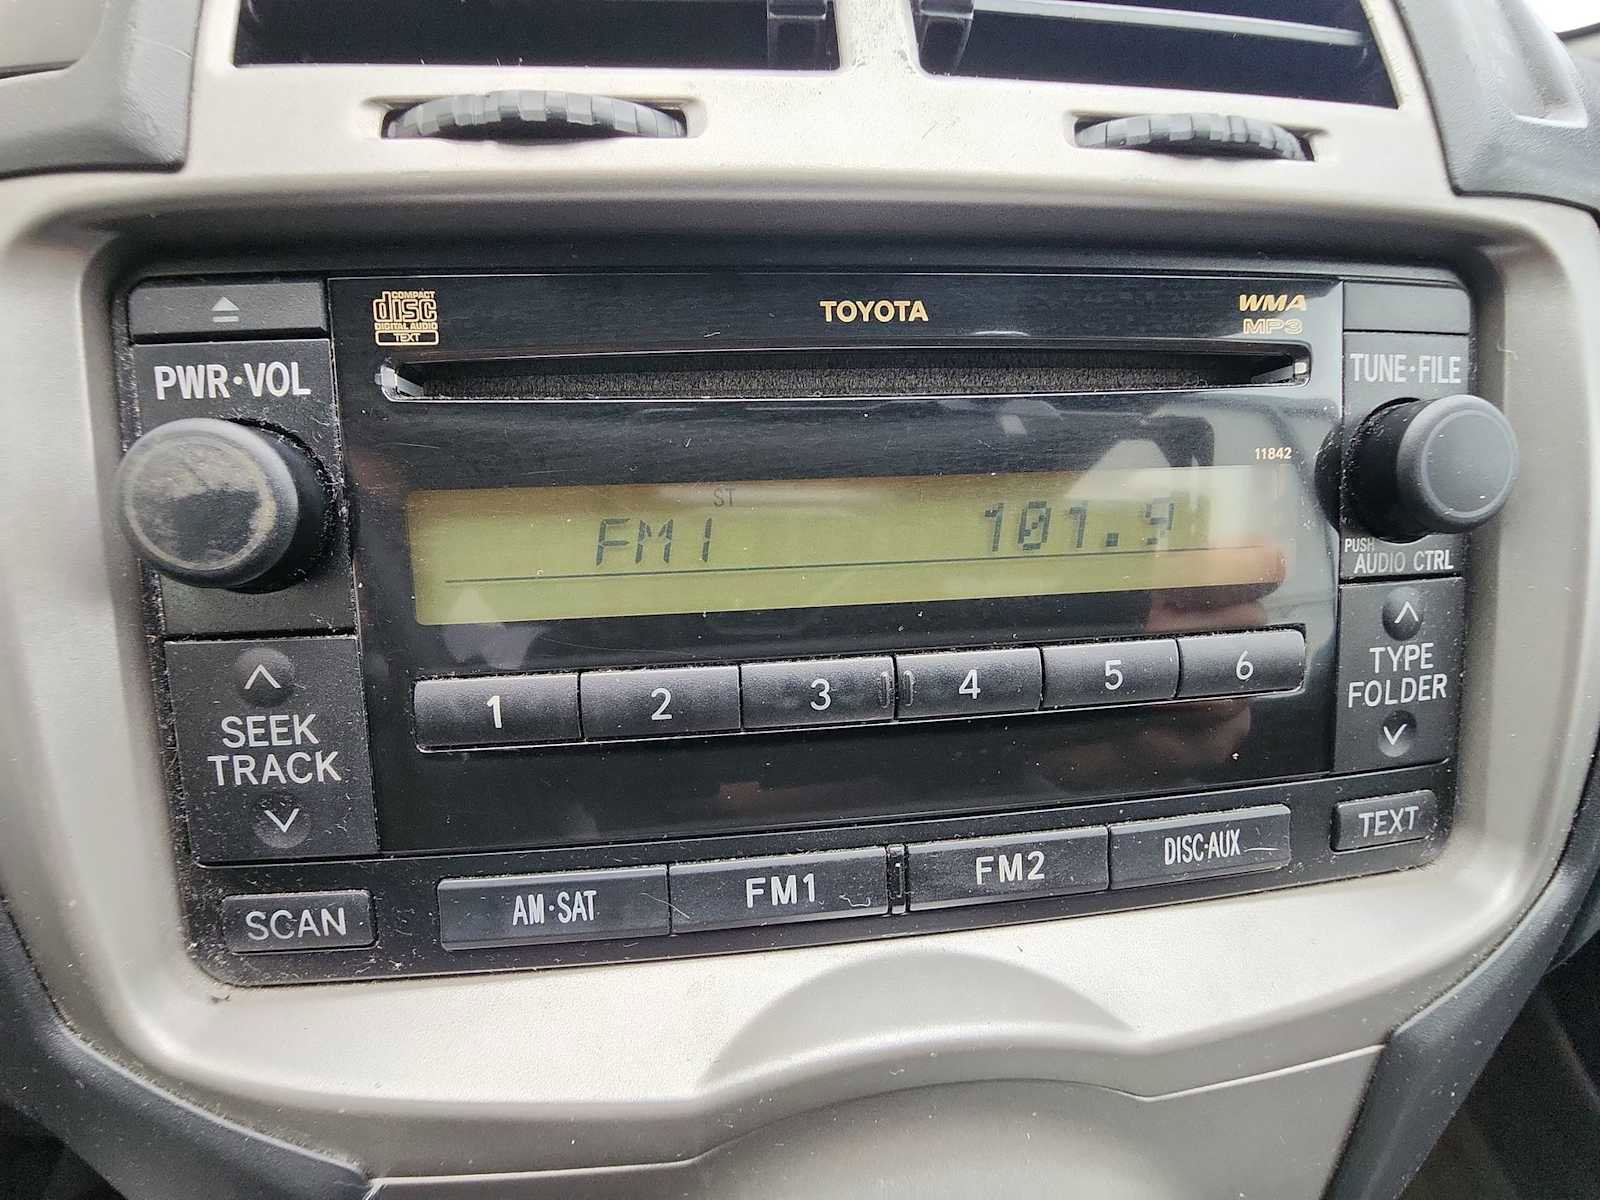 COMPACT
disc
DIGITAL AUDIO
TEXT
TOYOTA
WMA
MP3
PWR·VOL
TUNE·FILE
11842
ST
FM1
101.9
PUSH
AUDIO CTRL
1
2
3
4
5
6
SEEK
TRACK
TYPE
FOLDER
SCAN
AM·SAT
FM1
FM2
DISC·AUX
TEXT